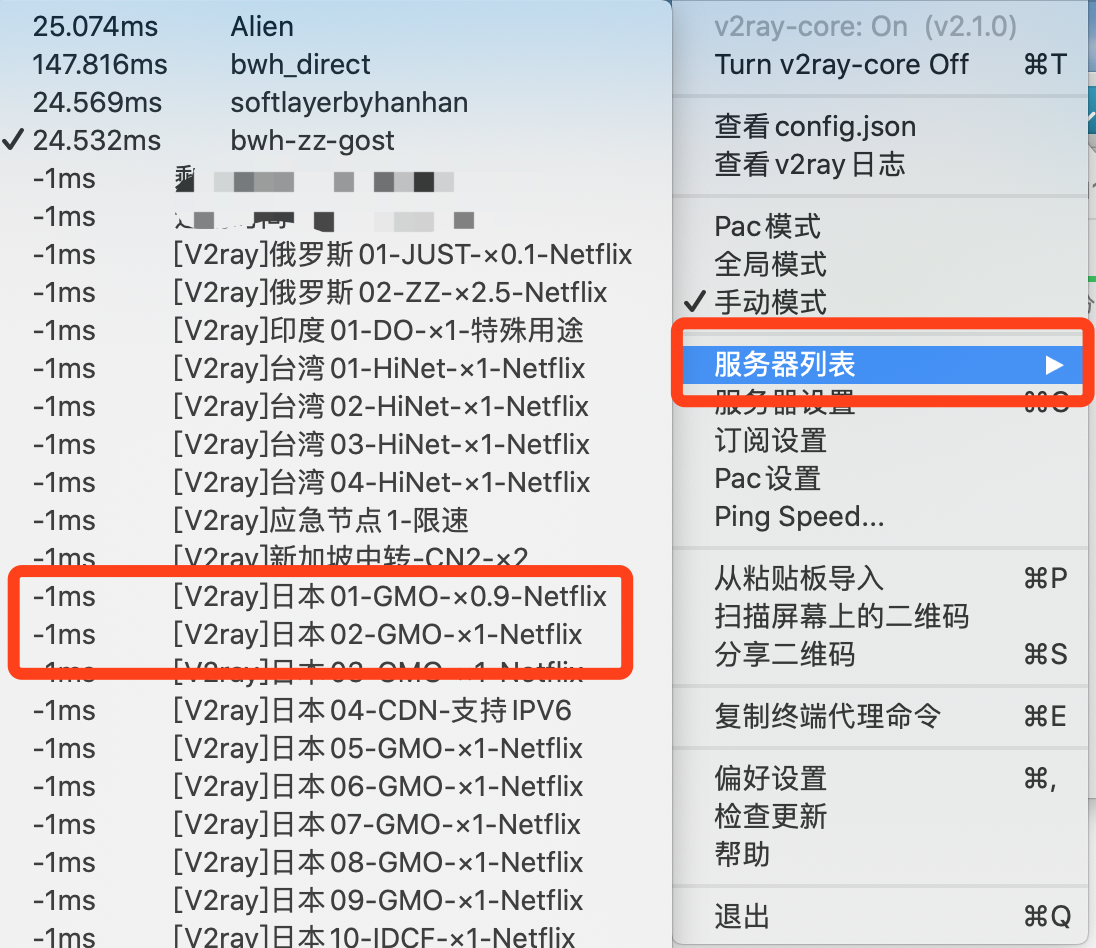 25.074ms Alien
147.816ms bwh_direct
24.569ms softlayerbyhanhan
✓ 24.532ms bwh-zz-gost
-1ms
-1ms
-1ms [V2ray]俄罗斯01-JUST-×0.1-Netflix
-1ms [V2ray]俄罗斯02-ZZ-×2.5-Netflix
-1ms [V2ray]印度01-DO-×1-特殊用途
-1ms [V2ray]台湾01-HiNet-×1-Netflix
-1ms [V2ray]台湾02-HiNet-×1-Netflix
-1ms [V2ray]台湾03-HiNet-×1-Netflix
-1ms [V2ray]台湾04-HiNet-×1-Netflix
-1ms [V2ray]应急节点1-限速
-1ms [V2ray]新加坡中转-CN2-×2
-1ms [V2ray]日本01-GMO-×0.9-Netflix
-1ms [V2ray]日本02-GMO-×1-Netflix
-1ms [V2ray]日本03-GMO-×1-Netflix
-1ms [V2ray]日本04-CDN-支持IPV6
-1ms [V2ray]日本05-GMO-×1-Netflix
-1ms [V2ray]日本06-GMO-×1-Netflix
-1ms [V2ray]日本07-GMO-×1-Netflix
-1ms [V2ray]日本08-GMO-×1-Netflix
-1ms [V2ray]日本09-GMO-×1-Netflix
-1ms [V2ray]日本10-IDCF-×1-Netflix
v2ray-core: On (v2.1.0)
Turn v2ray-core Off ⌘T
查看config.json
查看v2ray日志
Pac模式
全局模式
✓ 手动模式
服务器列表 ▶
服务器设置
订阅设置
Pac设置
Ping Speed...
从粘贴板导入 ⌘P
扫描屏幕上的二维码
分享二维码 ⌘S
复制终端代理命令 ⌘E
偏好设置 ⌘,
检查更新
帮助
退出 ⌘Q